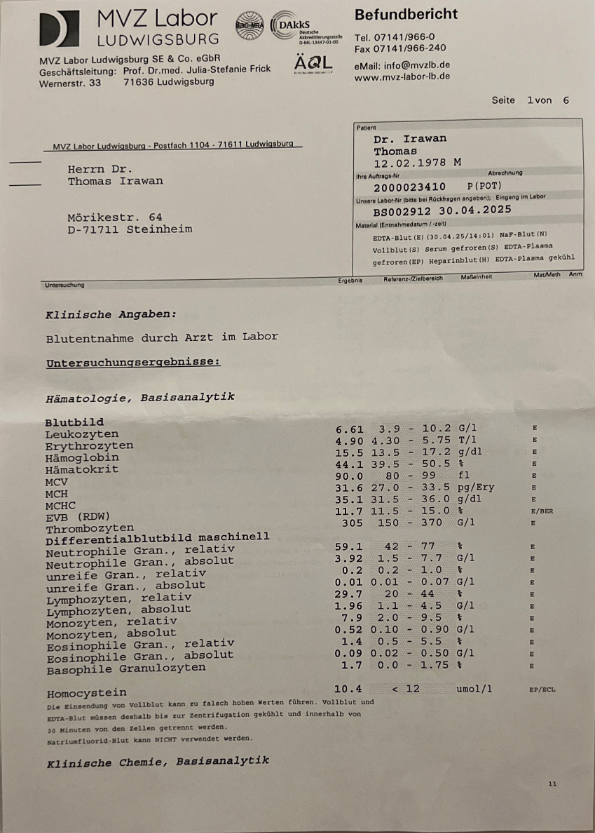 MVZ Labor
LUDWIGSBURG
DAkkS
Deutsche
Akkreditierungsstelle
D-ML-13447-01-00
ÄQL
MVZ Labor Ludwigsburg SE & Co. eGbR
Geschäftsleitung: Prof. Dr.med. Julia-Stefanie Frick
Wernerstr. 33 71636 Ludwigsburg
Befundbericht
Tel. 07141/966-0
Fax 07141/966-240
eMail: info@mvzlb.de
www.mvz-labor-lb.de
Seite 1von 6
MVZ Labor Ludwigsburg - Postfach 1104 - 71611 Ludwigsburg
Herrn Dr.
Thomas Irawan
Mörikestr. 64
D-71711 Steinheim
Patient
Dr. Irawan
Thomas
12.02.1978 M
Ihre Auftrags-Nr Abrechnung
2000023410 P(POT)
Unsere Labor-Nr (bitte bei Rückfragen angeben); Eingang im Labor
BS002912 30.04.2025
Material (Entnahmedatum / -zeit)
EDTA-Blut(E) (30.04.25/14:01) NaF-Blut(N)
Vollblut(S) Serum gefroren(S) EDTA-Plasma
gefroren(EP) Heparinblut(H) EDTA-Plasma gekühl
Untersuchung Ergebnis Referenz-/Zielbereich Maßeinheit Mat/Meth Anm
Klinische Angaben:
Blutentnahme durch Arzt im Labor
Untersuchungsergebnisse:
Hämatologie, Basisanalytik
Blutbild
Leukozyten 6.61 3.9 - 10.2 G/l E
Erythrozyten 4.90 4.30 - 5.75 T/l E
Hämoglobin 15.5 13.5 - 17.2 g/dl E
Hämatokrit 44.1 39.5 - 50.5 % E
MCV 90.0 80 - 99 fl E
MCH 31.6 27.0 - 33.5 pg/Ery E
MCHC 35.1 31.5 - 36.0 g/dl E
EVB (RDW) 11.7 11.5 - 15.0 % E/BER
Thrombozyten 305 150 - 370 G/l E
Differentialblutbild maschinell
Neutrophile Gran., relativ 59.1 42 - 77 % E
Neutrophile Gran., absolut 3.92 1.5 - 7.7 G/l E
unreife Gran., relativ 0.2 0.2 - 1.0 % E
unreife Gran., absolut 0.01 0.01 - 0.07 G/l E
Lymphozyten, relativ 29.7 20 - 44 % E
Lymphozyten, absolut 1.96 1.1 - 4.5 G/l E
Monozyten, relativ 7.9 2.0 - 9.5 % E
Monozyten, absolut 0.52 0.10 - 0.90 G/l E
Eosinophile Gran., relativ 1.4 0.5 - 5.5 % E
Eosinophile Gran., absolut 0.09 0.02 - 0.50 G/l E
Basophile Granulozyten 1.7 0.0 - 1.75 % E
Homocystein 10.4 < 12 umol/l EP/ECL
Die Einsendung von Vollblut kann zu falsch hohen Werten führen. Vollblut und
EDTA-Blut müssen deshalb bis zur Zentrifugation gekühlt und innerhalb von
30 Minuten von den Zellen getrennt werden.
Natriumfluorid-Blut kann NICHT verwendet werden.
Klinische Chemie, Basisanalytik
11